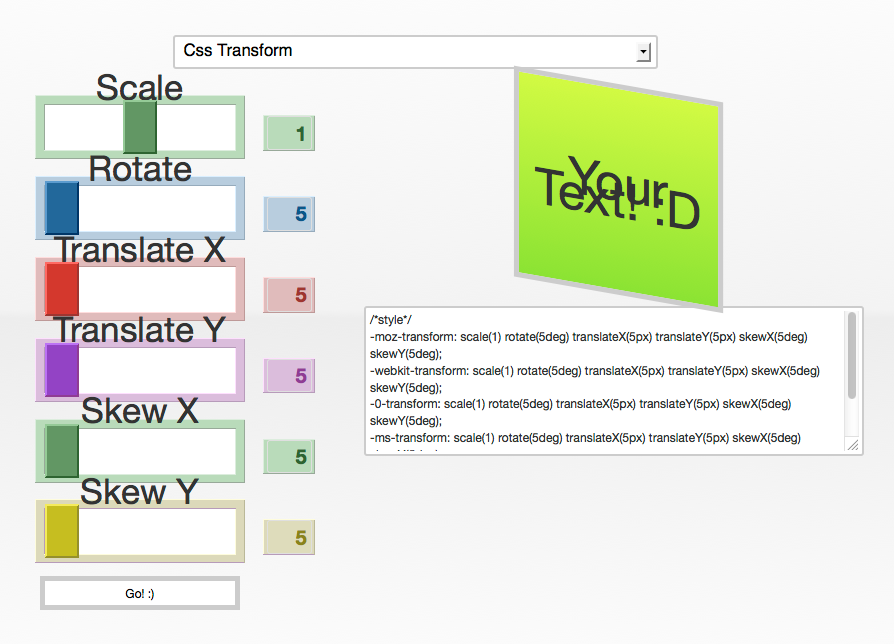 Css Transform
Scale
1
Rotate
5
Translate X
5
Translate Y
5
Skew X
5
Skew Y
5
Go! :)
Your
Text! :D
/*style*/
-moz-transform: scale(1) rotate(5deg) translateX(5px) translateY(5px) skewX(5deg)
skewY(5deg);
-webkit-transform: scale(1) rotate(5deg) translateX(5px) translateY(5px) skewX(5deg)
skewY(5deg);
-0-transform: scale(1) rotate(5deg) translateX(5px) translateY(5px) skewX(5deg)
skewY(5deg);
-ms-transform: scale(1) rotate(5deg) translateX(5px) translateY(5px) skewX(5deg)